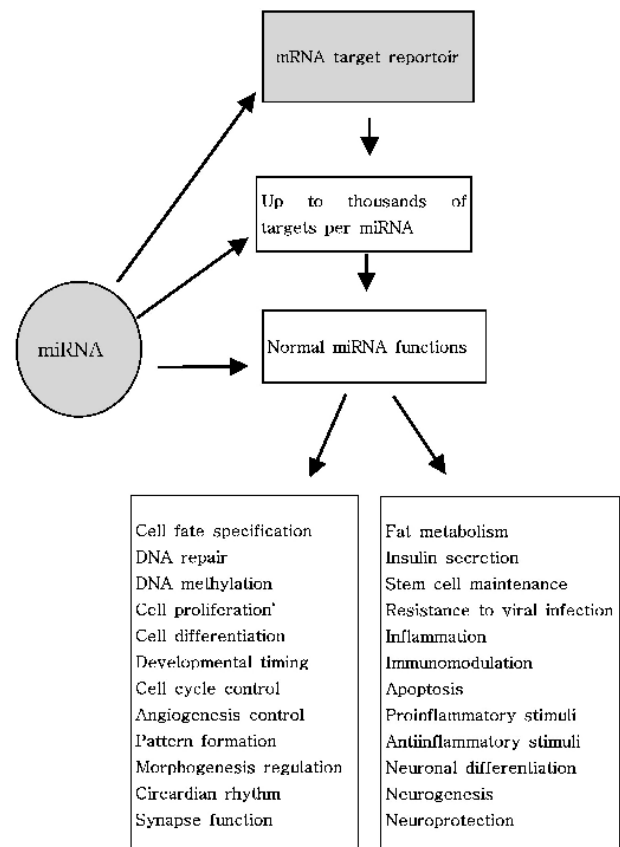 mRNA target reportoir
Up to thousands of
targets per miRNA
miRNA
Normal miRNA functions
Cell fate specification
DNA repair
DNA methylation
Cell proliferation'
Cell differentiation
Developmental timing
Cell cycle control
Angiogenesis control
Pattern formation
Morphogenesis regulation
Circardian rhythm
Synapse function
Fat metabolism
Insulin secretion
Stem cell maintenance
Resistance to viral infection
Inflammation
Immunomodulation
Apoptosis
Proinflammatory stimuli
Antiinflammatory stimuli
Neuronal differentiation
Neurogenesis
Neuroprotection